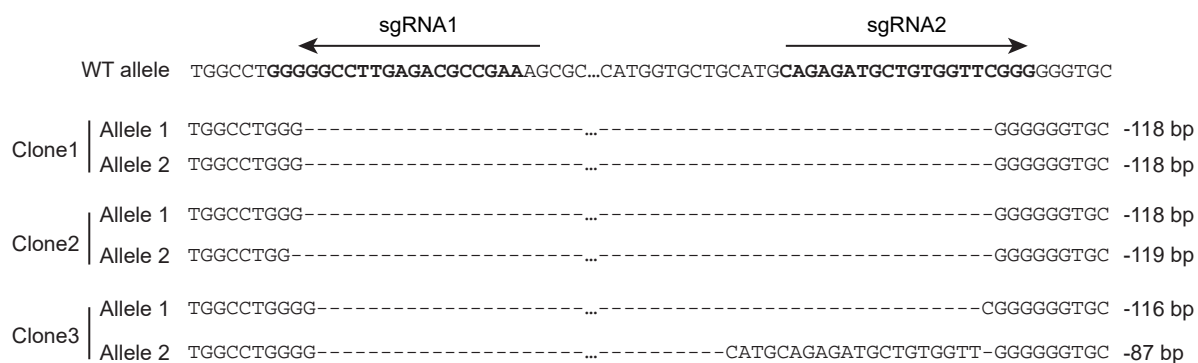 sgRNA1 sgRNA2
WT allele TGGCCTGGGGGCCTTGAGACGCCGAAAGCGC...CATGGTGCTGCATGCAGAGATGCTGTGGTTCGGGGGGTGC
Clone1
Allele 1 TGGCCTGGG----------------------...-------------------------------GGGGGGTGC -118 bp
Allele 2 TGGCCTGGG----------------------...-------------------------------GGGGGGTGC -118 bp
Clone2
Allele 1 TGGCCTGGG----------------------...-------------------------------GGGGGGTGC -118 bp
Allele 2 TGGCCTGG-----------------------...-------------------------------GGGGGGTGC -119 bp
Clone3
Allele 1 TGGCCTGGGG---------------------...------------------------------CGGGGGGTGC -116 bp
Allele 2 TGGCCTGGGG---------------------...----------CATGCAGAGATGCTGTGGTT-GGGGGGTGC -87 bp